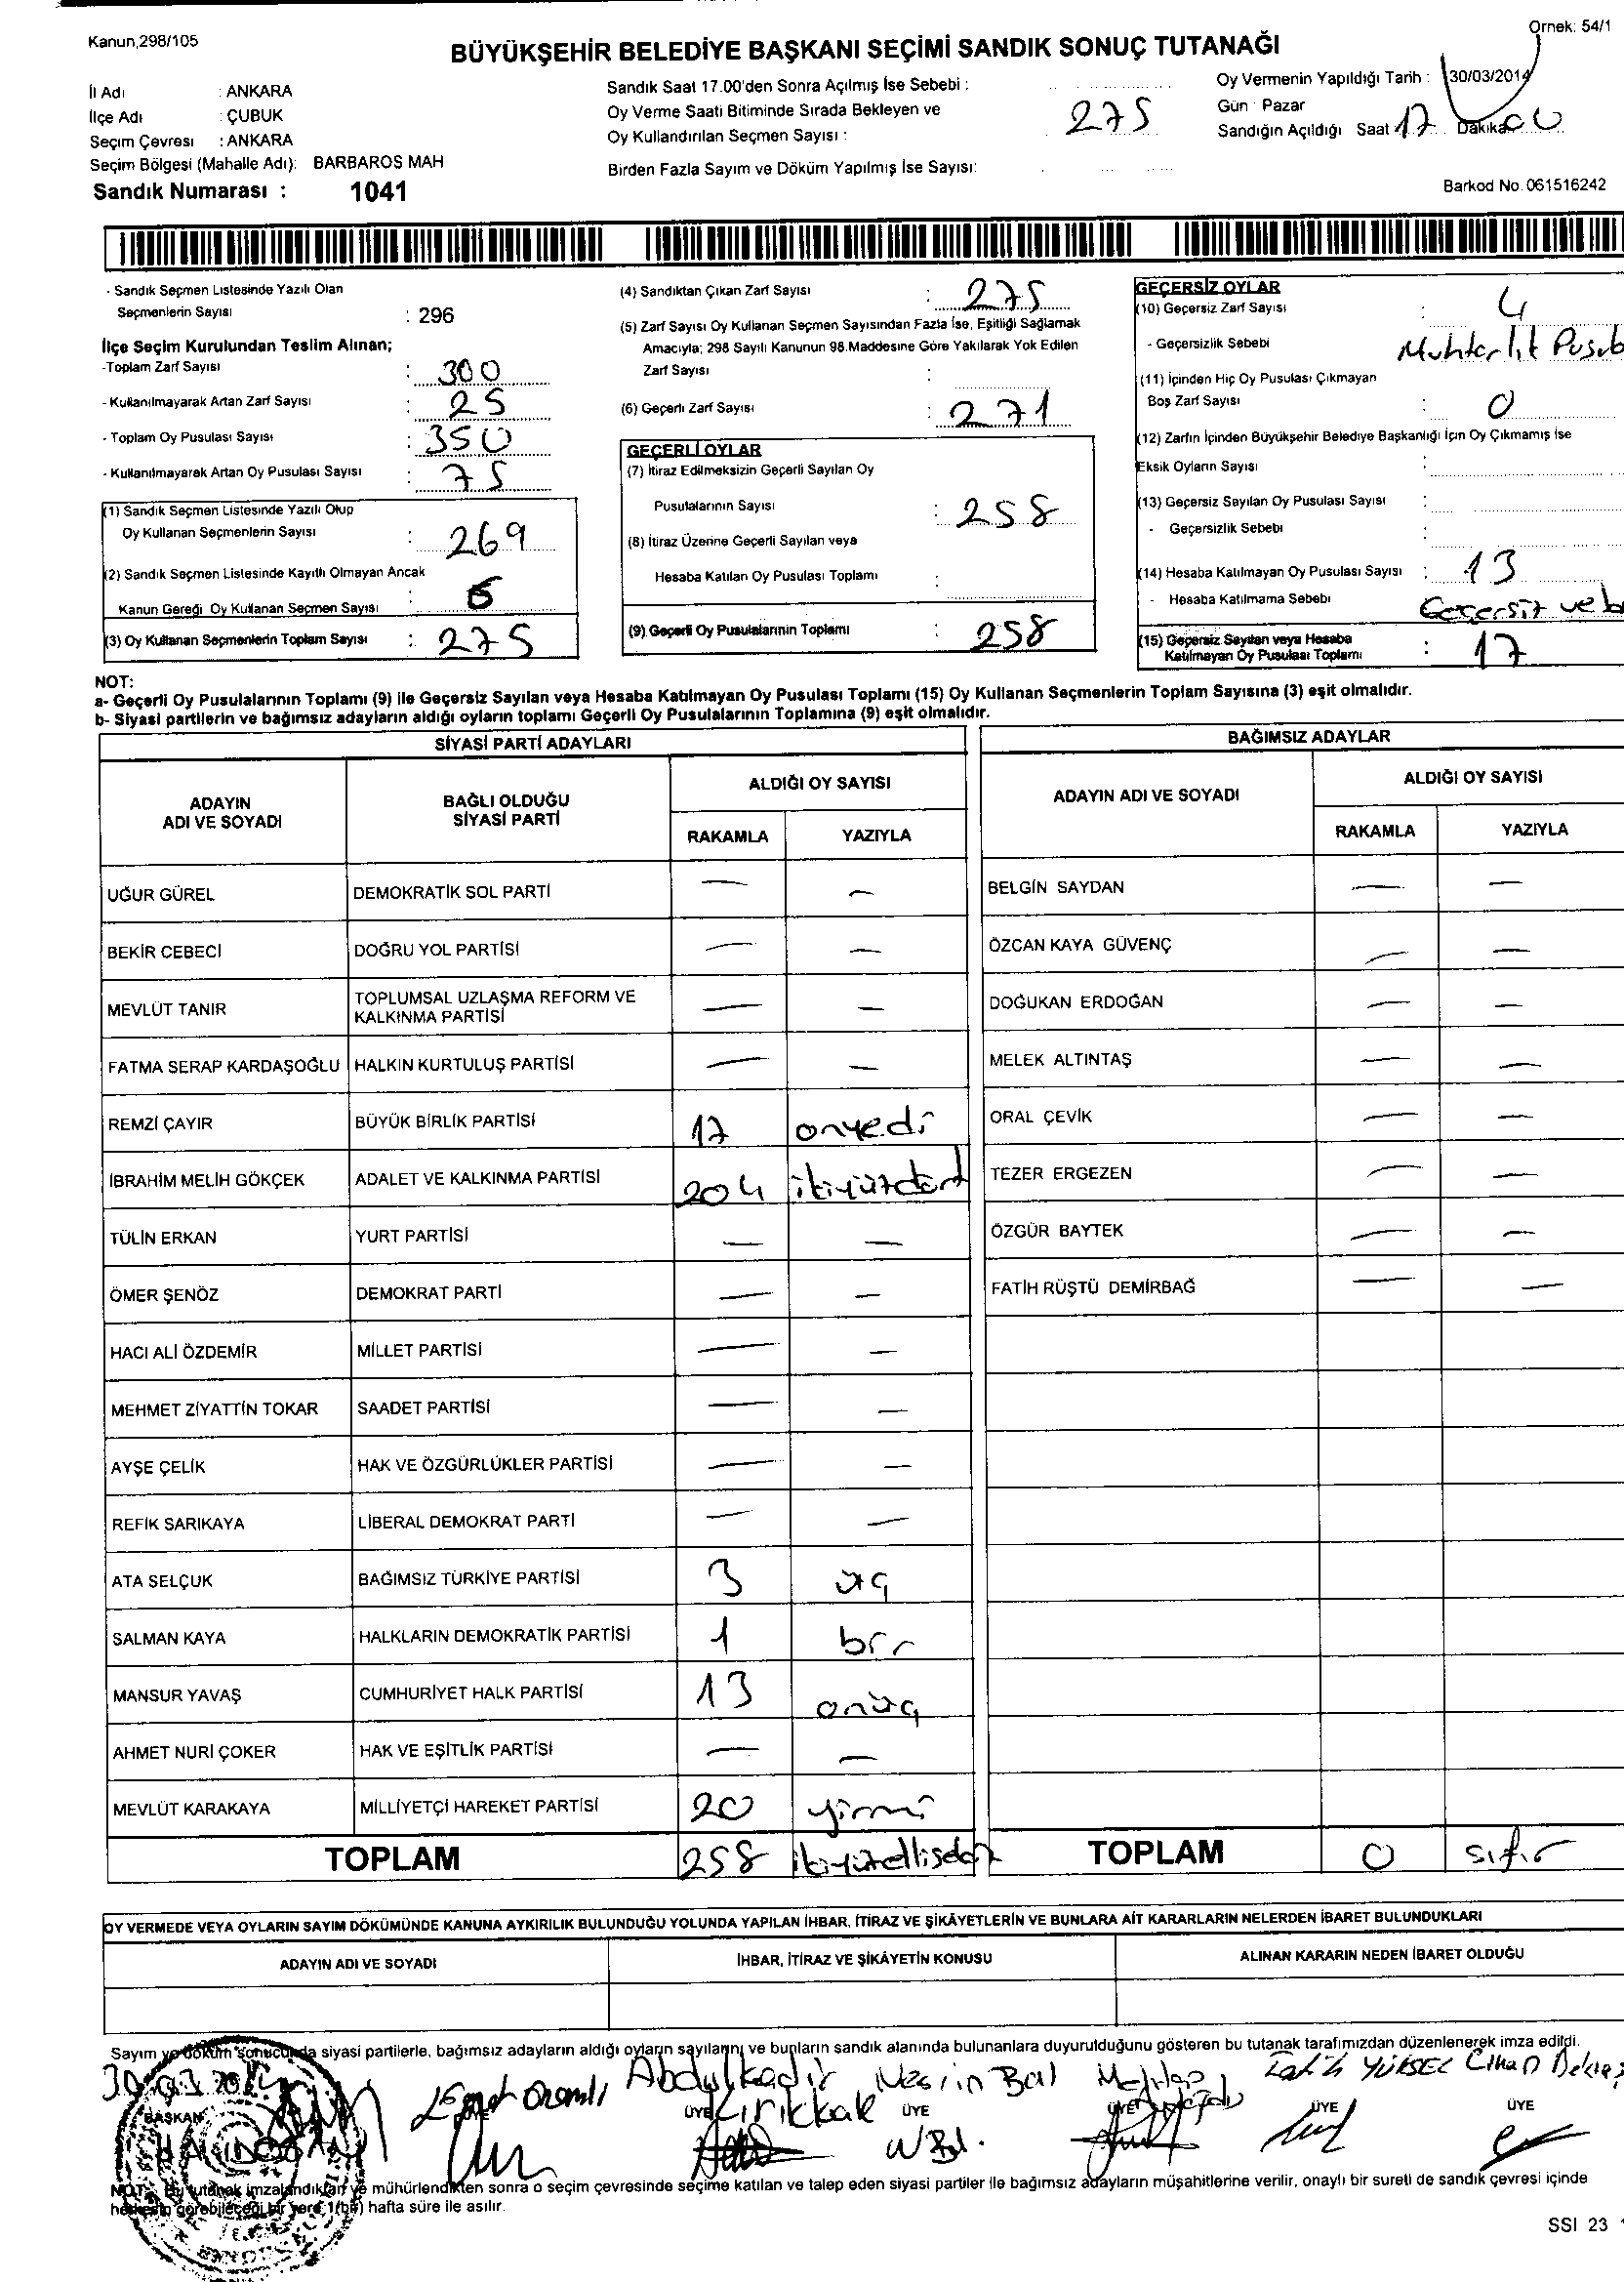 Kanun,298/105
Örnek: 54/1
BÜYÜKŞEHİR BELEDİYE BAŞKANI SEÇİMİ SANDIK SONUÇ TUTANAĞI
İl Adı : ANKARA
İlçe Adı : ÇUBUK
Seçim Çevresi : ANKARA
Seçim Bölgesi (Mahalle Adı): BARBAROS MAH
Sandık Numarası : 1041
Sandık Saat 17.00'den Sonra Açılmış İse Sebebi :
Oy Verme Saati Bitiminde Sırada Bekleyen ve
Oy Kullandırılan Seçmen Sayısı : 275
Birden Fazla Sayım ve Döküm Yapılmış İse Sayısı:
Oy Vermenin Yapıldığı Tarih : 30/03/2014
Gün : Pazar
Sandığın Açıldığı Saat 17 Dakika 00
Barkod No. 061516242
- Sandık Seçmen Listesinde Yazılı Olan
Seçmenlerin Sayısı : 296
İlçe Seçim Kurulundan Teslim Alınan;
-Toplam Zarf Sayısı : 300
- Kullanılmayarak Artan Zarf Sayısı : 25
- Toplam Oy Pusulası Sayısı : 350
- Kullanılmayarak Artan Oy Pusulası Sayısı : 75
(1) Sandık Seçmen Listesinde Yazılı Olup
Oy Kullanan Seçmenlerin Sayısı : 269
(2) Sandık Seçmen Listesinde Kayıtlı Olmayan Ancak
Kanun Gereği Oy Kullanan Seçmen Sayısı : 6
(3) Oy Kullanan Seçmenlerin Toplam Sayısı : 275
(4) Sandıktan Çıkan Zarf Sayısı : 275
(5) Zarf Sayısı Oy Kullanan Seçmen Sayısından Fazla İse, Eşitliği Sağlamak
Amacıyla; 298 Sayılı Kanunun 98.Maddesine Göre Yakılarak Yok Edilen
Zarf Sayısı :
(6) Geçerli Zarf Sayısı : 271
GEÇERLİ OYLAR
(7) İtiraz Edilmeksizin Geçerli Sayılan Oy
Pusulalarının Sayısı : 258
(8) İtiraz Üzerine Geçerli Sayılan veya
Hesaba Katılan Oy Pusulası Toplamı :
(9) Geçerli Oy Pusulalarının Toplamı : 258
GEÇERSİZ OYLAR
(10) Geçersiz Zarf Sayısı : 4
- Geçersizlik Sebebi Muhtarlık Pusub
(11) İçinden Hiç Oy Pusulası Çıkmayan
Boş Zarf Sayısı : 0
(12) Zarfın İçinden Büyükşehir Belediye Başkanlığı İçin Oy Çıkmamış İse
Eksik Oyların Sayısı :
(13) Geçersiz Sayılan Oy Pusulası Sayısı :
- Geçersizlik Sebebi :
(14) Hesaba Katılmayan Oy Pusulası Sayısı : 13
- Hesaba Katılmama Sebebi Geçersiz ve b
(15) Geçersiz Sayılan veya Hesaba
Katılmayan Oy Pusulası Toplamı : 17
NOT:
a- Geçerli Oy Pusulalarının Toplamı (9) ile Geçersiz Sayılan veya Hesaba Katılmayan Oy Pusulası Toplamı (15) Oy Kullanan Seçmenlerin Toplam Sayısına (3) eşit olmalıdır.
b- Siyasi partilerin ve bağımsız adayların aldığı oyların toplamı Geçerli Oy Pusulalarının Toplamına (9) eşit olmalıdır.
SİYASİ PARTİ ADAYLARI
ADAYIN ADI VE SOYADI
BAĞLI OLDUĞU SİYASİ PARTİ
ALDIĞI OY SAYISI
RAKAMLA YAZIYLA
UĞUR GÜREL DEMOKRATİK SOL PARTİ — —
BEKİR CEBECİ DOĞRU YOL PARTİSİ — —
MEVLÜT TANIR TOPLUMSAL UZLAŞMA REFORM VE KALKINMA PARTİSİ — —
FATMA SERAP KARDAŞOĞLU HALKIN KURTULUŞ PARTİSİ — —
REMZİ ÇAYIR BÜYÜK BİRLİK PARTİSİ 17 onyedi
İBRAHİM MELİH GÖKÇEK ADALET VE KALKINMA PARTİSİ 204 ikiyüzdört
TÜLİN ERKAN YURT PARTİSİ — —
ÖMER ŞENÖZ DEMOKRAT PARTİ — —
HACI ALİ ÖZDEMİR MİLLET PARTİSİ — —
MEHMET ZİYATTİN TOKAR SAADET PARTİSİ — —
AYŞE ÇELİK HAK VE ÖZGÜRLÜKLER PARTİSİ — —
REFİK SARIKAYA LİBERAL DEMOKRAT PARTİ — —
ATA SELÇUK BAĞIMSIZ TÜRKİYE PARTİSİ 3 üç
SALMAN KAYA HALKLARIN DEMOKRATİK PARTİSİ 1 bir
MANSUR YAVAŞ CUMHURİYET HALK PARTİSİ 13 onüç
AHMET NURİ ÇOKER HAK VE EŞİTLİK PARTİSİ — —
MEVLÜT KARAKAYA MİLLİYETÇİ HAREKET PARTİSİ 20 yirmi
TOPLAM 258 ikiyüzellisekiz
BAĞIMSIZ ADAYLAR
ADAYIN ADI VE SOYADI
ALDIĞI OY SAYISI
RAKAMLA YAZIYLA
BELGİN SAYDAN — —
ÖZCAN KAYA GÜVENÇ — —
DOĞUKAN ERDOĞAN — —
MELEK ALTINTAŞ — —
ORAL ÇEVİK — —
TEZER ERGEZEN — —
ÖZGÜR BAYTEK — —
FATİH RÜŞTÜ DEMİRBAĞ — —
TOPLAM 0 sıfır
OY VERMEDE VEYA OYLARIN SAYIM DÖKÜMÜNDE KANUNA AYKIRILIK BULUNDUĞU YOLUNDA YAPILAN İHBAR, İTİRAZ VE ŞİKÂYETLERİN VE BUNLARA AİT KARARLARIN NELERDEN İBARET BULUNDUKLARI
ADAYIN ADI VE SOYADI İHBAR, İTİRAZ VE ŞİKÂYETİN KONUSU ALINAN KARARIN NEDEN İBARET OLDUĞU
Sayım ve döküm sonucunda siyasi partilerle, bağımsız adayların aldığı oyların sayılarını ve bunların sandık alanında bulunanlara duyurulduğunu gösteren bu tutanak tarafımızdan düzenlenerek imza edildi.
30.03.2014
Abdulkadir Kırıkkale Nesrin Bal Fatih YÜKSEL Cihan
BAŞKAN ÜYE ÜYE ÜYE ÜYE ÜYE
N Bal.
NOT: Bu tutanak imzalandıktan ve mühürlendikten sonra o seçim çevresinde seçime katılan ve talep eden siyasi partiler ile bağımsız adayların müşahitlerine verilir, onaylı bir sureti de sandık çevresi içinde
herkesin görebileceği bir yere 1(bir) hafta süre ile asılır.
SSI 23